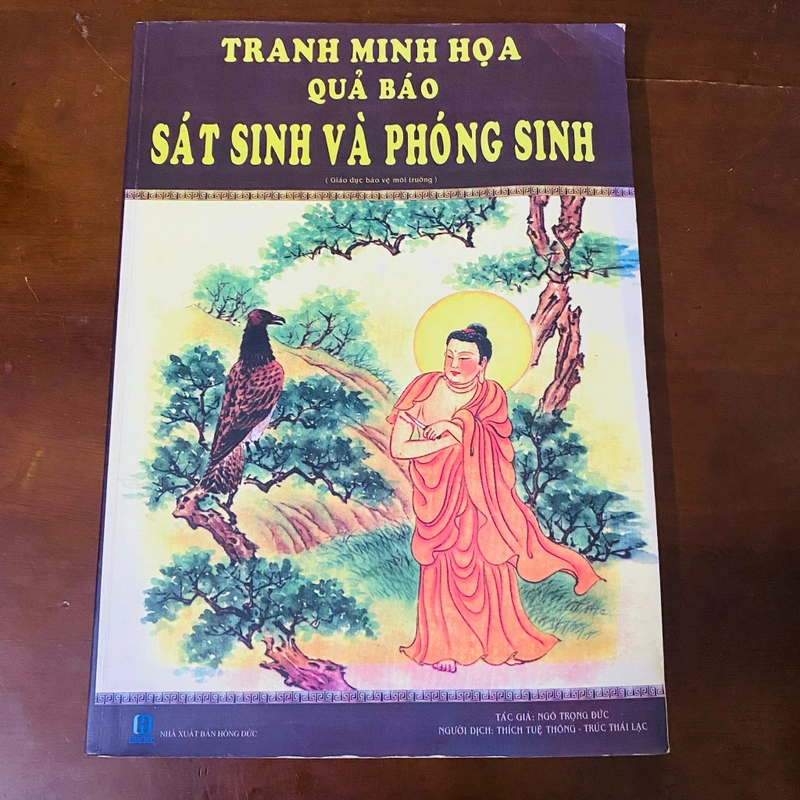 TRANH MINH HỌA
QUẢ BÁO
SÁT SINH VÀ PHÓNG SINH
( Giáo dục bảo vệ môi trường )
NHÀ XUẤT BẢN HỒNG ĐỨC
TÁC GIẢ: NGÔ TRỌNG ĐỨC
NGƯỜI DỊCH: THÍCH TUỆ THÔNG - TRÚC THÁI LẠC